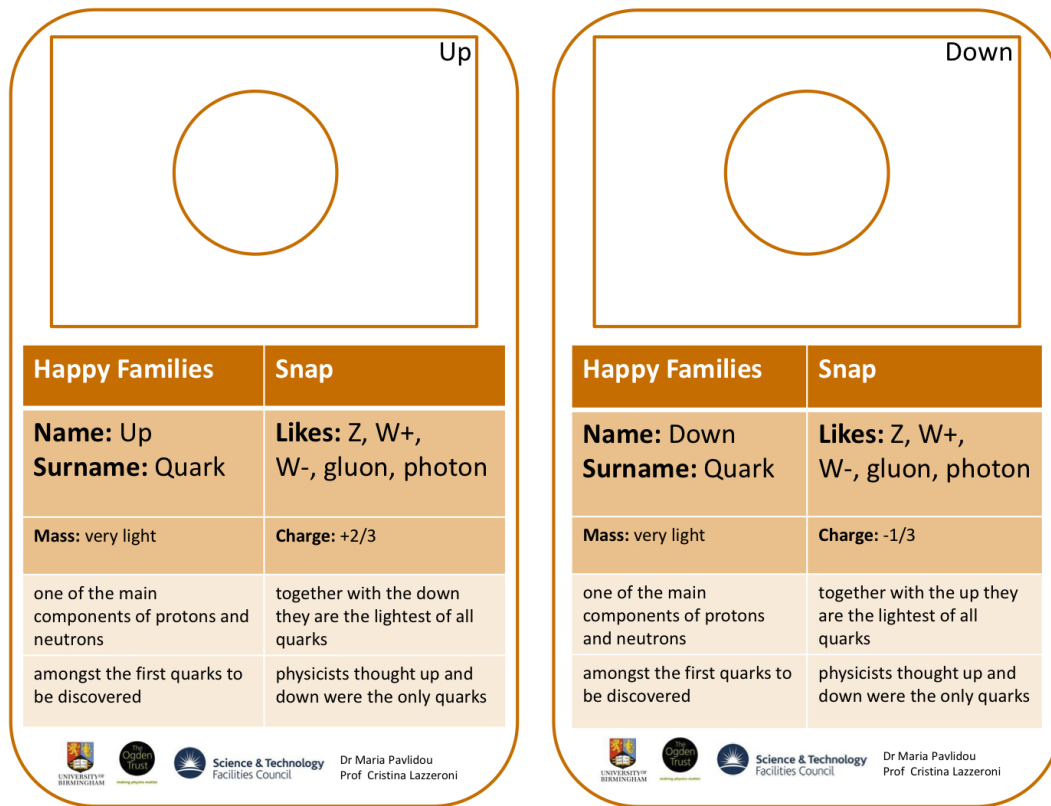 Up
Happy Families
Snap
Name: Up
Surname: Quark
Likes: Z, W+,
W-, gluon, photon
Mass: very light
Charge: +2/3
one of the main
components of protons and
neutrons
together with the down
they are the lightest of all
quarks
amongst the first quarks to
be discovered
physicists thought up and
down were the only quarks
UNIVERSITY OF
BIRMINGHAM
The
Ogden
Trust
making physics matter
Science & Technology
Facilities Council
Dr Maria Pavlidou
Prof Cristina Lazzeroni
Down
Happy Families
Snap
Name: Down
Surname: Quark
Likes: Z, W+,
W-, gluon, photon
Mass: very light
Charge: -1/3
one of the main
components of protons
and neutrons
together with the up they
are the lightest of all
quarks
amongst the first quarks to
be discovered
physicists thought up and
down were the only quarks
UNIVERSITY OF
BIRMINGHAM
The
Ogden
Trust
making physics matter
Science & Technology
Facilities Council
Dr Maria Pavlidou
Prof Cristina Lazzeroni